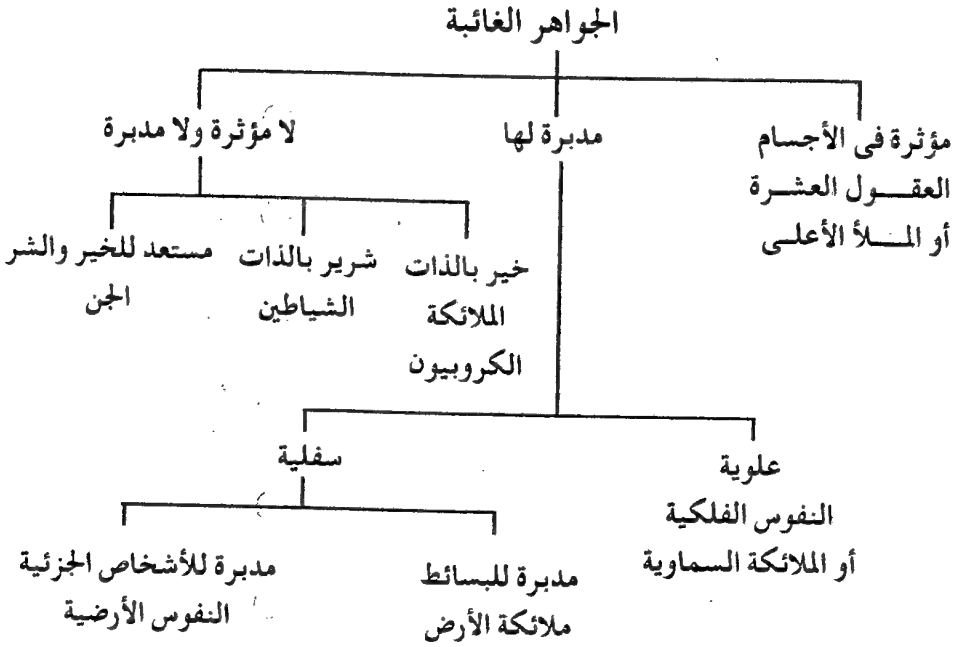 الجواهر الغائبة
مؤثرة فى الأجسام
العقول العشرة
أو الملأ الأعلى
مدبرة لها
لا مؤثرة ولا مدبرة
خير بالذات
الملائكة
الكروبيون
شرير بالذات
الشياطين
مستعد للخير والشر
الجن
علوية
النفوس الفلكية
أو الملائكة السماوية
سفلية
مدبرة للبسائط
ملائكة الأرض
مدبرة للأشخاص الجزئية
النفوس الأرضية